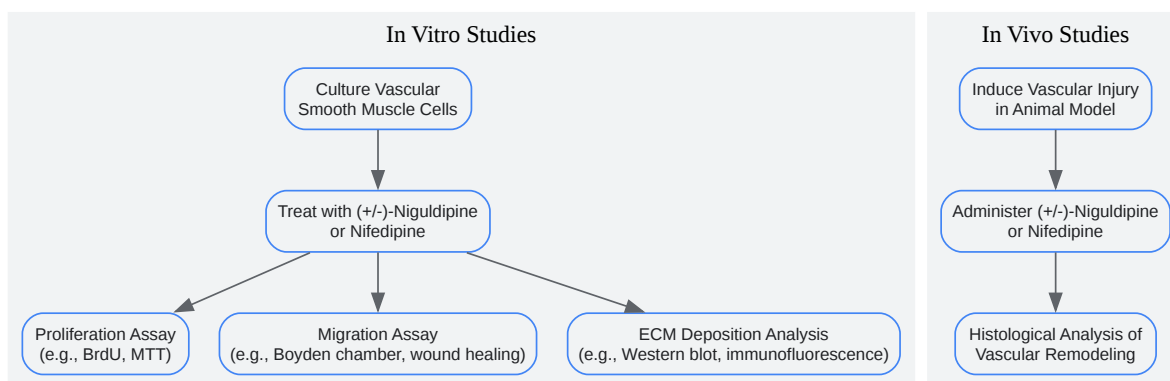 In Vitro Studies
Culture Vascular
Smooth Muscle Cells
Treat with (+/-)-Niguldipine
or Nifedipine
Proliferation Assay
(e.g., BrdU, MTT)
Migration Assay
(e.g., Boyden chamber, wound healing)
ECM Deposition Analysis
(e.g., Western blot, immunofluorescence)
In Vivo Studies
Induce Vascular Injury
in Animal Model
Administer (+/-)-Niguldipine
or Nifedipine
Histological Analysis of
Vascular Remodeling